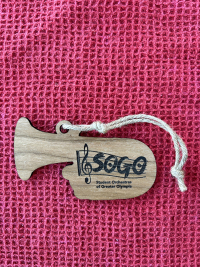 SOGO
Student Orchestras
of Greater Olympia